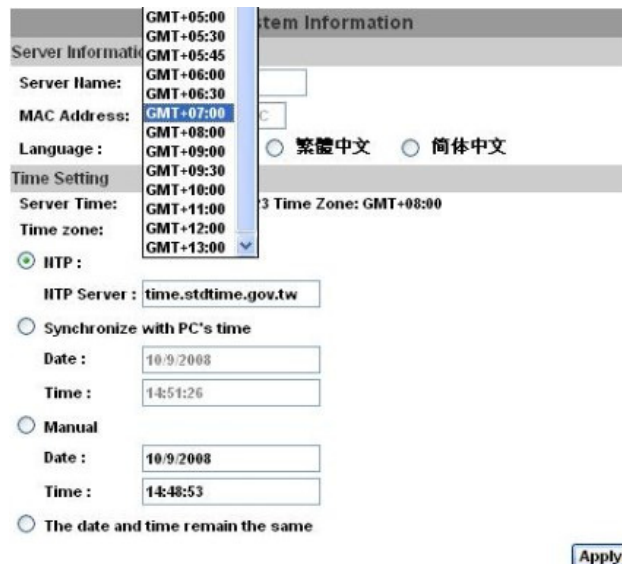 GMT+05:00
GMT+05:30
GMT+05:45
GMT+06:00
GMT+06:30
GMT+07:00
GMT+08:00
GMT+09:00
GMT+09:30
GMT+10:00
GMT+11:00
GMT+12:00
GMT+13:00
Information
Server
Server Name:
MAC Address:
Language :
繁體中文
简体中文
Time Setting
Server Time:
Time Zone: GMT+08:00
Time zone:
NTP :
NTP Server : time.stdtime.gov.tw
Synchronize with PC's time
Date : 10/9/2008
Time : 14:51:26
Manual
Date : 10/9/2008
Time : 14:48:53
The date and time remain the same
Apply